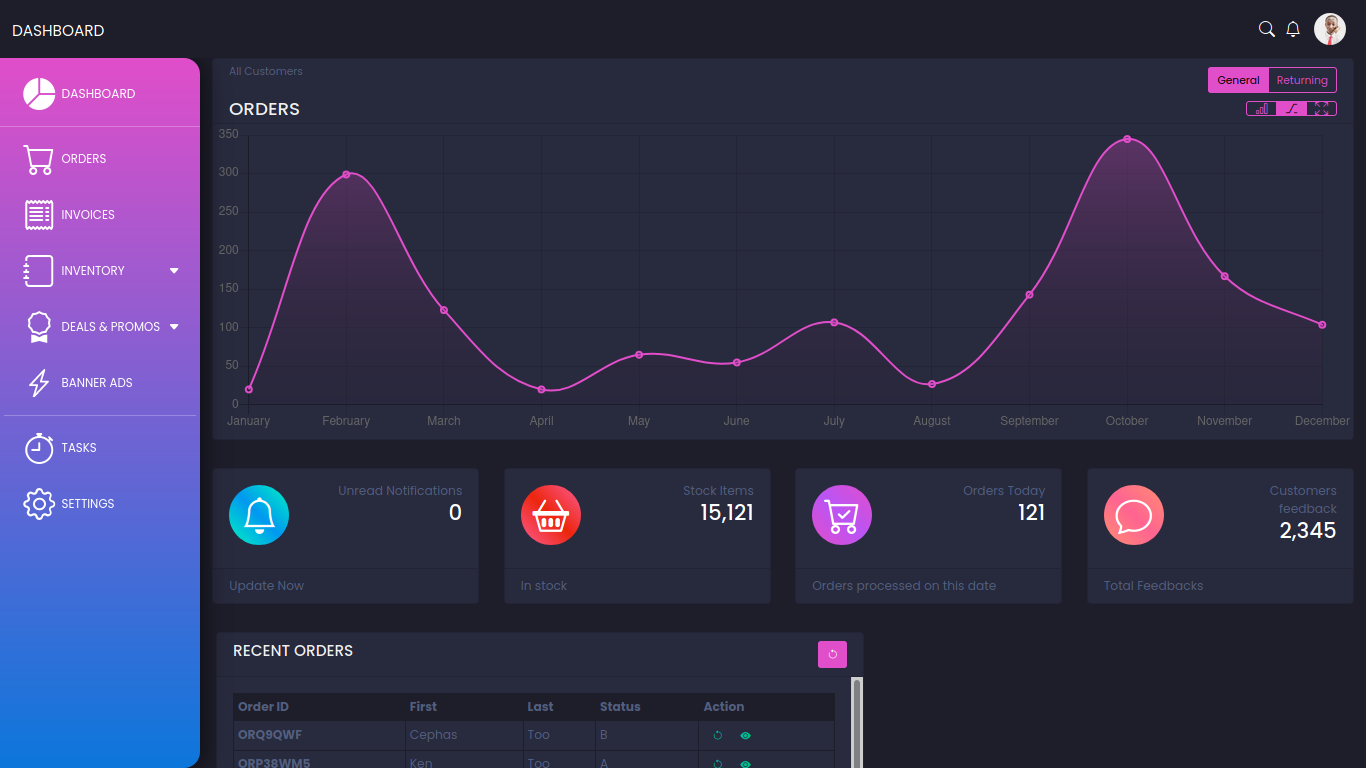 DASHBOARD
DASHBOARD
ORDERS
INVOICES
INVENTORY
DEALS & PROMOS
BANNER ADS
TASKS
SETTINGS
All Customers
General Returning
ORDERS
350
300
250
200
150
100
50
0
January February March April May June July August September October November December
Unread Notifications
0
Update Now
Stock Items
15,121
In stock
Orders Today
121
Orders processed on this date
Customers
feedback
2,345
Total Feedbacks
RECENT ORDERS
Order ID First Last Status Action
ORQ9QWF Cephas Too B
ORP38WM5 Ken Too A